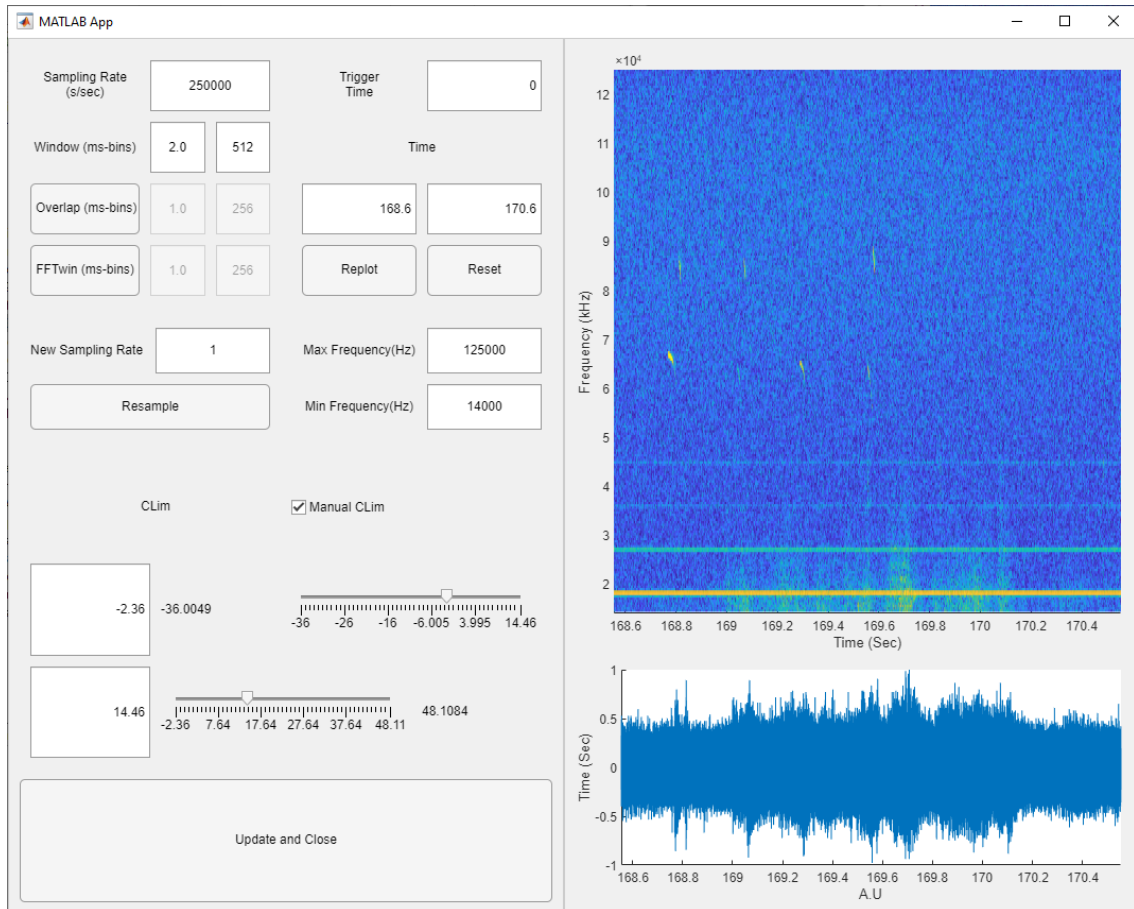 MATLAB App
Sampling Rate
(s/sec)
250000
Trigger
Time
0
Window (ms-bins)
2.0
512
Time
Overlap (ms-bins)
1.0
256
168.6
170.6
FFTwin (ms-bins)
1.0
256
Replot
Reset
New Sampling Rate
1
Max Frequency(Hz)
125000
Resample
Min Frequency(Hz)
14000
CLim
Manual CLim
-2.36
-36.0049
-36 -26 -16 -6.005 3.995 14.46
14.46
-2.36 7.64 17.64 27.64 37.64 48.11
48.1084
Update and Close
×10⁴
12
11
10
9
8
7
6
5
4
3
2
Frequency (kHz)
168.6 168.8 169 169.2 169.4 169.6 169.8 170 170.2 170.4
Time (Sec)
1
0.5
0
-0.5
-1
Time (Sec)
168.6 168.8 169 169.2 169.4 169.6 169.8 170 170.2 170.4
A.U